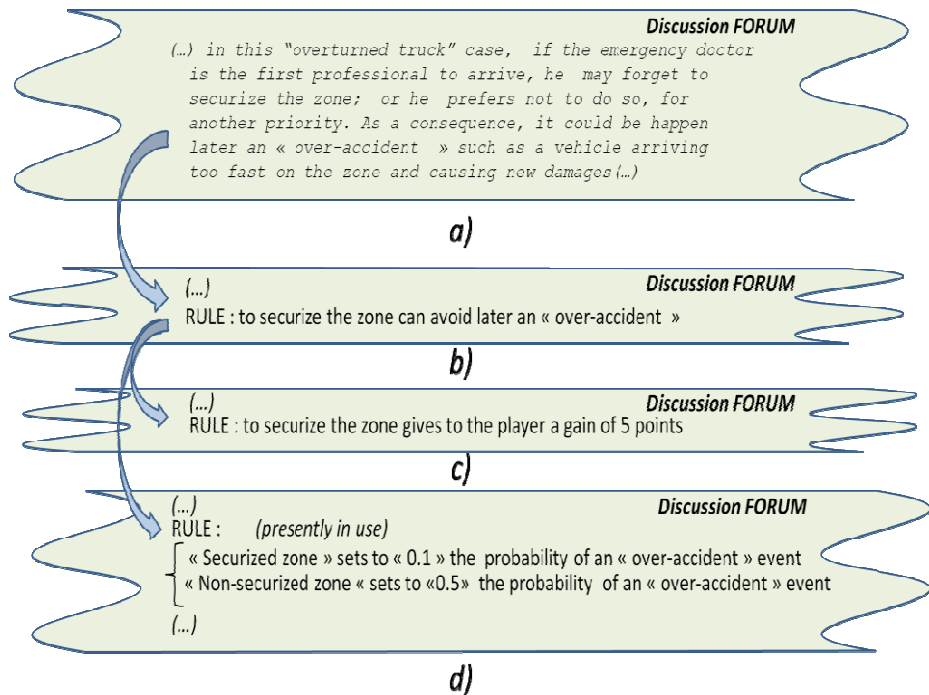 Discussion FORUM
(…) in this “overturned truck” case, if the emergency doctor
is the first professional to arrive, he may forget to
securize the zone; or he prefers not to do so, for
another priority. As a consequence, it could be happen
later an « over-accident » such as a vehicle arriving
too fast on the zone and causing new damages(…)
a)
Discussion FORUM
(…)
RULE : to securize the zone can avoid later an « over-accident »
b)
Discussion FORUM
(…)
RULE : to securize the zone gives to the player a gain of 5 points
c)
Discussion FORUM
(…)
RULE : (presently in use)
« Securized zone » sets to « 0.1 » the probability of an « over-accident » event
« Non-securized zone « sets to «0.5» the probability of an « over-accident » event
(…)
d)